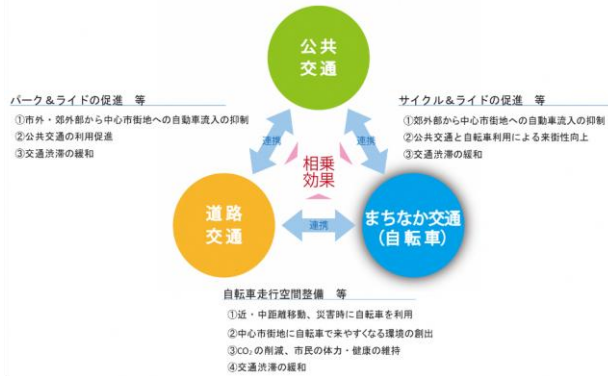 公共
交通
パーク＆ライドの促進　等
①市外・郊外部から中心市街地への自動車流入の抑制
②公共交通の利用促進
③交通渋滞の緩和
サイクル＆ライドの促進　等
①郊外部から中心市街地への自動車流入の抑制
②公共交通と自転車利用による来街性向上
③交通渋滞の緩和
連携
連携
相乗
効果
道路
交通
連携
まちなか交通
(自転車)
自転車走行空間整備　等
①近・中距離移動、災害時に自転車を利用
②中心市街地に自転車で来やすくなる環境の創出
③CO₂の削減、市民の体力・健康の維持
④交通渋滞の緩和